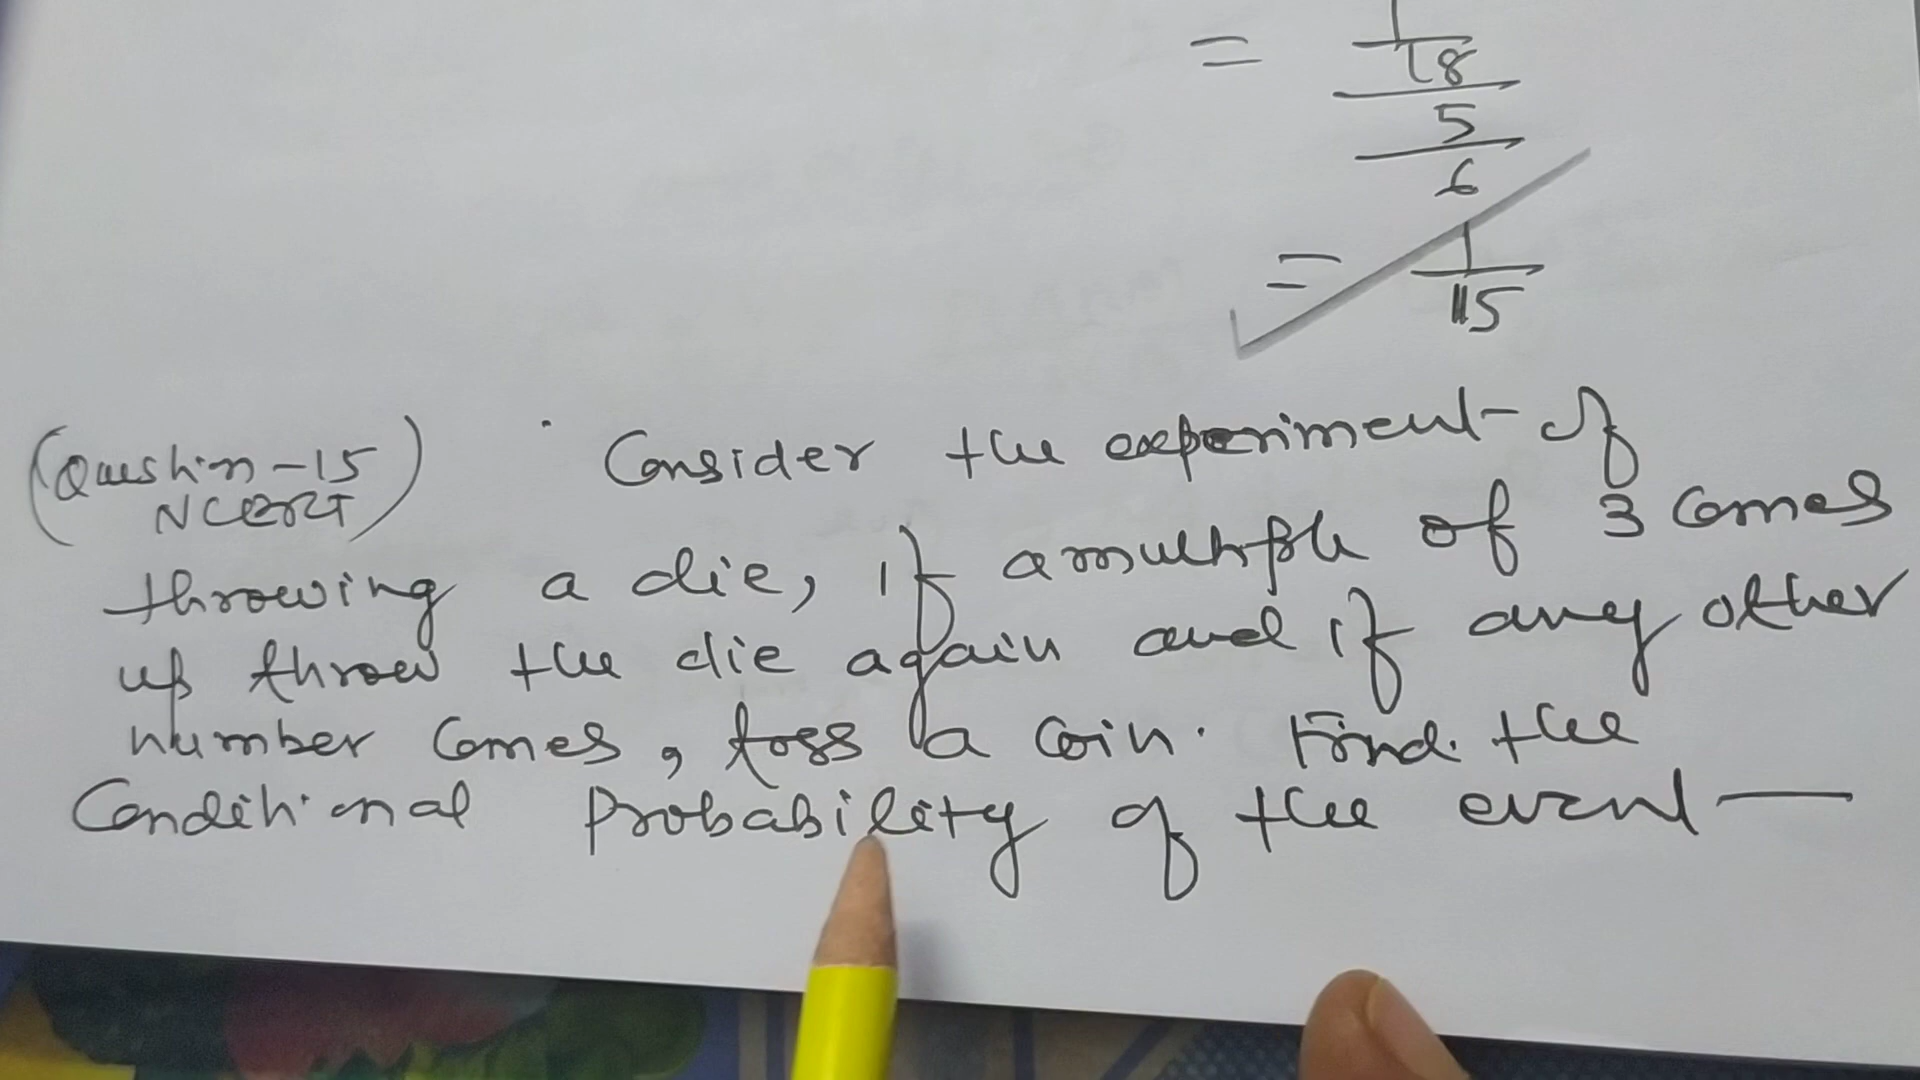 = 1/18
5/6
= 1/15
(Question-15 NCERT) Consider the experiment of
throwing a die, if a multiple of 3 comes
up throw the die again and if any other
number comes, toss a coin. Find the
Conditional Probability of the event —